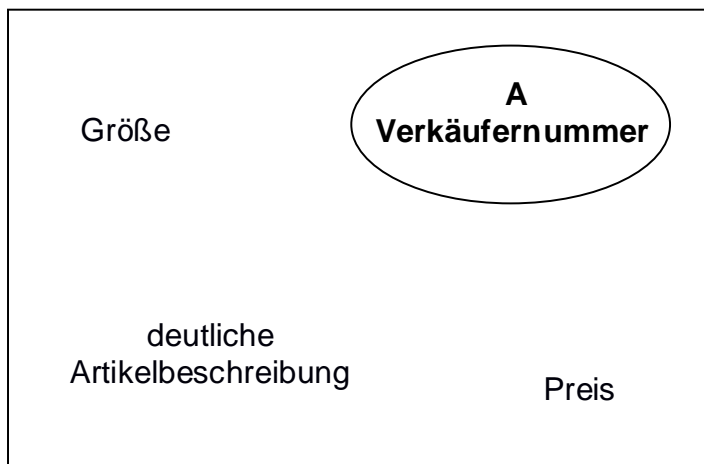 A
Größe
Verkäufernummer
deutliche
Artikelbeschreibung
Preis